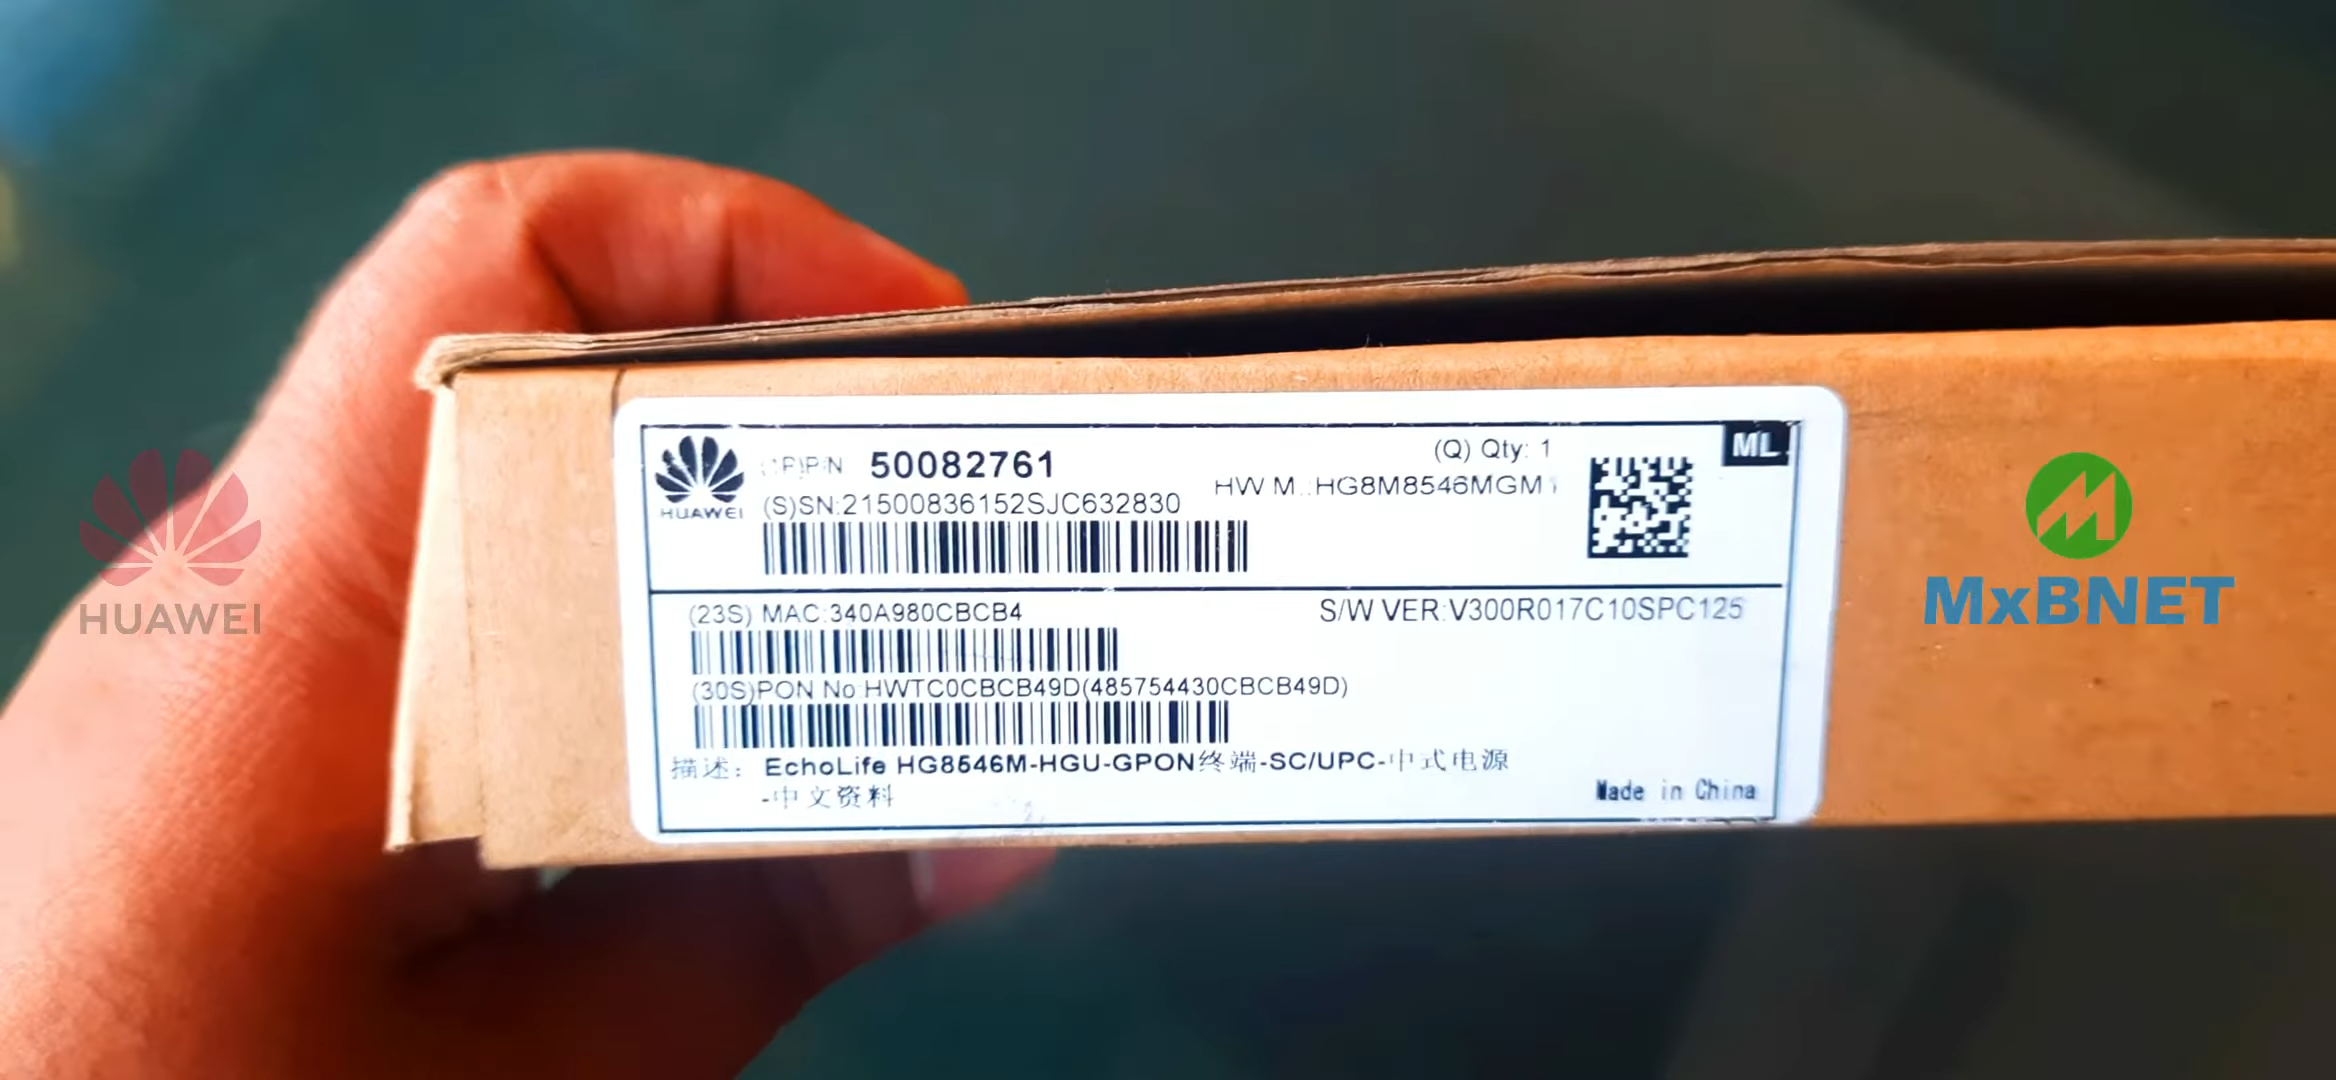 (1P)P/N 50082761
(Q) Qty: 1
ML
HUAWEI
(S)SN:21500836152SJC632830
HW M.:HG8M8546MGM
(23S) MAC:340A980CBCB4
S/W VER:V300R017C10SPC125
(30S)PON No:HWTC0CBCB49D(485754430CBCB49D)
描述： EchoLife HG8546M-HGU-GPON终端-SC/UPC-中式电源
-中文资料
Made in China
HUAWEI
MxBNET